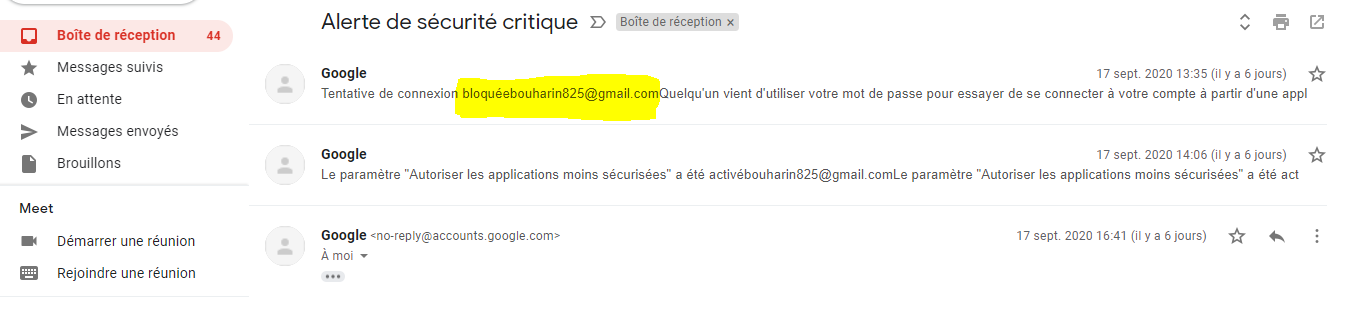 Alerte de sécurité critique Boîte de réception ×
Boîte de réception 44
Messages suivis
En attente
Messages envoyés
Brouillons
Meet
Démarrer une réunion
Rejoindre une réunion
Google 17 sept. 2020 13:35 (il y a 6 jours)
Tentative de connexion bloquéebouharin825@gmail.comQuelqu'un vient d'utiliser votre mot de passe pour essayer de se connecter à votre compte à partir d'une appl
Google 17 sept. 2020 14:06 (il y a 6 jours)
Le paramètre "Autoriser les applications moins sécurisées" a été activébouharin825@gmail.comLe paramètre "Autoriser les applications moins sécurisées" a été act
Google <no-reply@accounts.google.com> 17 sept. 2020 16:41 (il y a 6 jours)
À moi